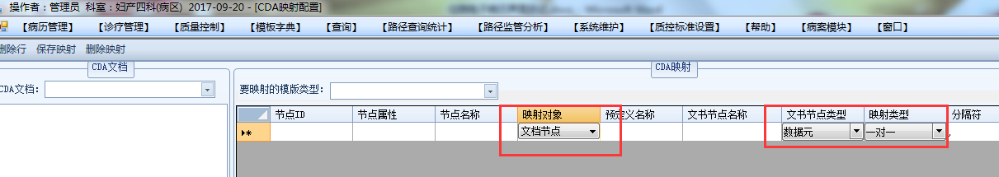 操作者：管理员 科室：妇产四科(病区) 2017-09-20 - [CDA映射配置]
【病历管理】 【诊疗管理】 【质量控制】 【模板字典】 【查询】 【路径查询统计】 【路径监管分析】 【系统维护】 【质控标准设置】 【帮助】 【病案模块】 【窗口】
删除行 保存映射 删除映射
CDA文档 CDA映射
CDA文档： 要映射的模版类型：
节点ID 节点属性 节点名称 映射对象 预定义名称 文书节点名称 文书节点类型 映射类型 分隔符
文档节点 数据元 一对一 ,